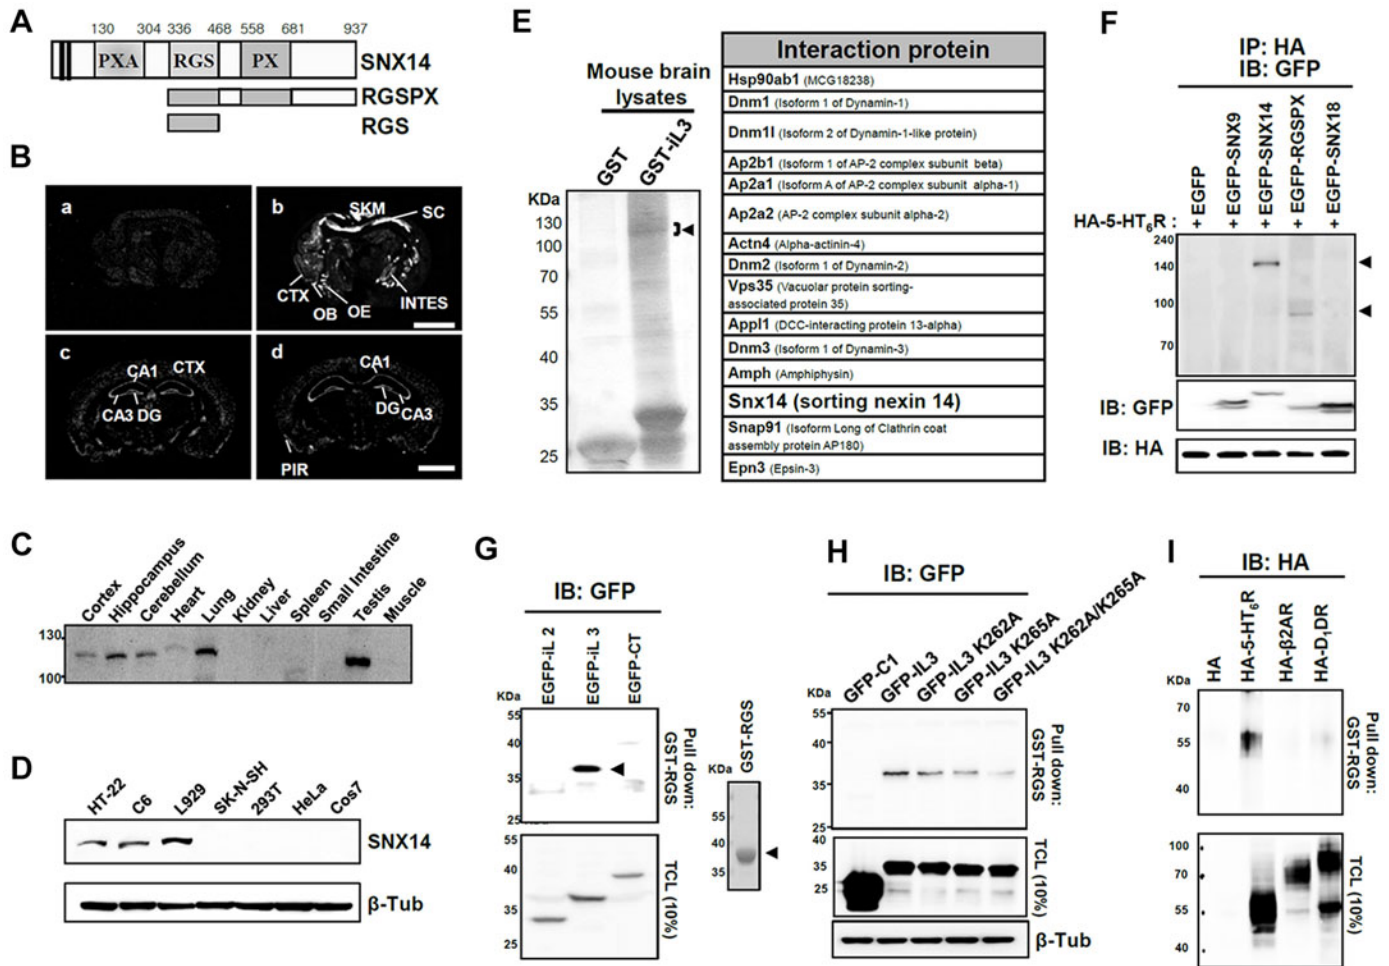 A
130 304 336 468 558 681 937
PXA RGS PX SNX14
RGSPX
RGS
B
a
b SKM SC
CTX OB OE INTES
c CA1 CTX
CA3 DG
d CA1
DG CA3
PIR
C
Cortex Hippocampus Cerebellum Heart Lung Kidney Liver Spleen Small Intestine Testis Muscle
130
100
D
HT-22 C6 L929 SK-N-SH 293T HeLa Cos7
SNX14
β-Tub
E
Mouse brain
lysates
GST GST-iL3
KDa
130
100
70
55
40
35
25
Interaction protein
Hsp90ab1 (MCG18238)
Dnm1 (Isoform 1 of Dynamin-1)
Dnm1l (Isoform 2 of Dynamin-1-like protein)
Ap2b1 (Isoform 1 of AP-2 complex subunit beta)
Ap2a1 (Isoform A of AP-2 complex subunit alpha-1)
Ap2a2 (AP-2 complex subunit alpha-2)
Actn4 (Alpha-actinin-4)
Dnm2 (Isoform 1 of Dynamin-2)
Vps35 (Vacuolar protein sorting-
associated protein 35)
Appl1 (DCC-interacting protein 13-alpha)
Dnm3 (Isoform 1 of Dynamin-3)
Amph (Amphiphysin)
Snx14 (sorting nexin 14)
Snap91 (Isoform Long of Clathrin coat
assembly protein AP180)
Epn3 (Epsin-3)
F
IP: HA
IB: GFP
EGFP EGFP-SNX9 EGFP-SNX14 EGFP-RGSPX EGFP-SNX18
HA-5-HT₆R : + + + + +
240
140
100
70
IB: GFP
IB: HA
G
IB: GFP
EGFP-iL 2 EGFP-iL 3 EGFP-CT
KDa
55
40
35
25
Pull down:
GST-RGS
55
40
35
25
TCL (10%)
GST-RGS
KDa
55
40
35
H
IB: GFP
GFP-C1 GFP-IL3 GFP-iL3 K262A GFP-iL3 K265A GFP-iL3 K262A/K265A
KDa
55
40
35
25
Pull down:
GST-RGS
40
35
25
TCL (10%)
β-Tub
I
IB: HA
HA HA-5-HT₆R HA-β2AR HA-D₁DR
70
55
40
Pull down:
GST-RGS
100
70
55
40
TCL (10%)